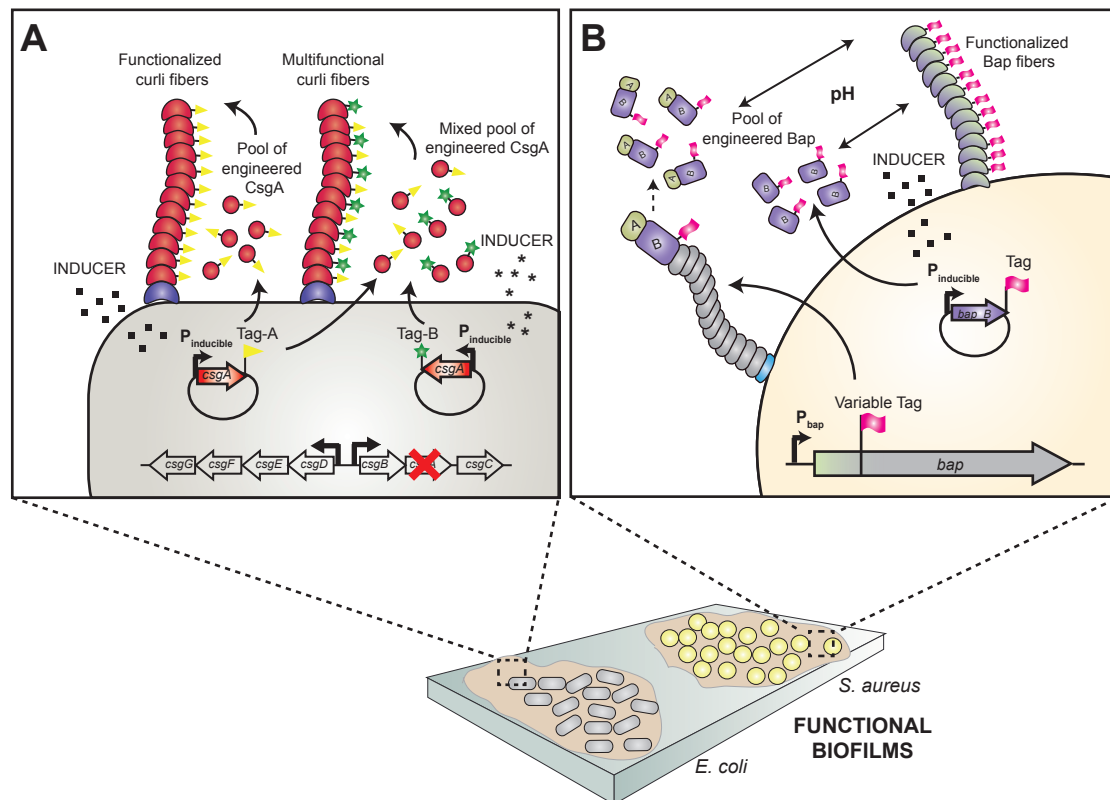 A
Functionalized
curli fibers
Multifunctional
curli fibers
Mixed pool of
engineered CsgA
Pool of
engineered
CsgA
INDUCER
INDUCER
P inducible
Tag-A
Tag-B
P inducible
csgA
csgA
csgG
csgF
csgE
csgD
csgB
csgC
B
Functionalized
Bap fibers
pH
A
B
A
B
A
B
A
B
Pool of
engineered Bap
INDUCER
B
B
B
B
A
B
P inducible
Tag
bap B
Variable Tag
P bap
bap
S. aureus
FUNCTIONAL
BIOFILMS
E. coli